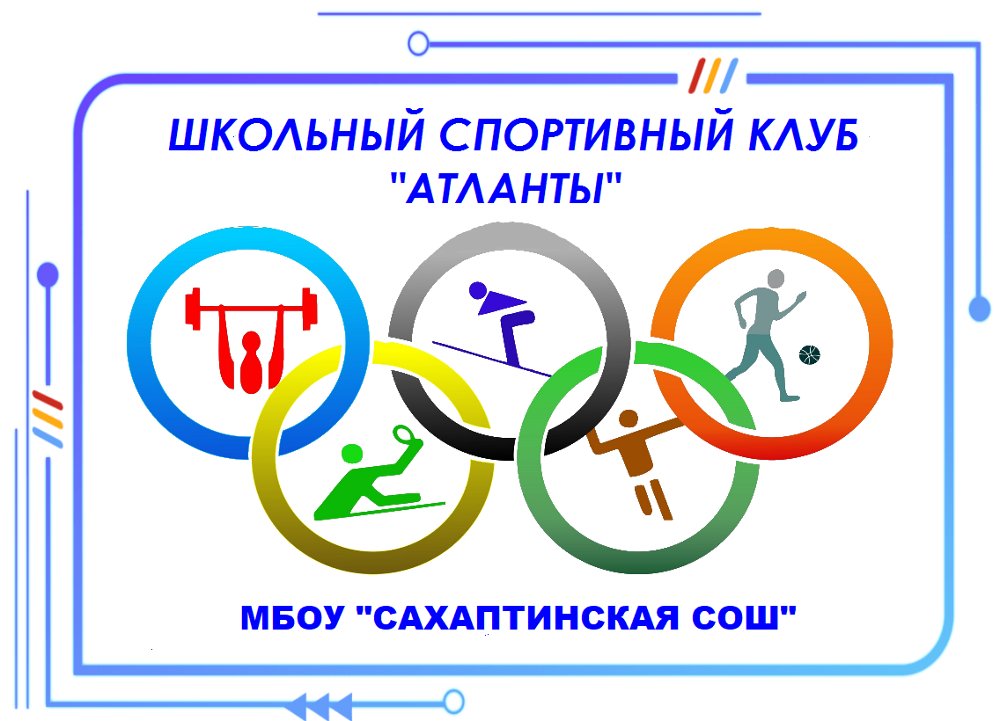 ШКОЛЬНЫЙ СПОРТИВНЫЙ КЛУБ
"АТЛАНТЫ"
МБОУ "САХАПТИНСКАЯ СОШ"